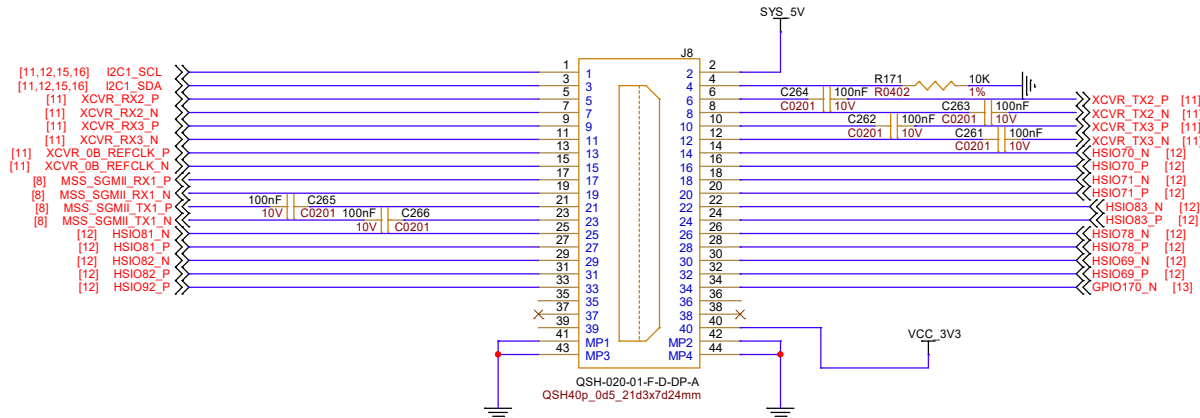 SYS_5V
J8
[11,12,15,16] I2C1_SCL 1 1 2 2
[11,12,15,16] I2C1_SDA 3 3 4 4 R171 10K
R0402 1%
[11] XCVR_RX2_P 5 5 6 6 C264 100nF XCVR_TX2_P [11]
C0201 10V
[11] XCVR_RX2_N 7 7 8 8 C263 100nF XCVR_TX2_N [11]
C0201 10V
[11] XCVR_RX3_P 9 9 10 10 C262 100nF XCVR_TX3_P [11]
C0201 10V
[11] XCVR_RX3_N 11 11 12 12 C261 100nF XCVR_TX3_N [11]
C0201 10V
[11] XCVR_0B_REFCLK_P 13 13 14 14 HSIO70_N [12]
[11] XCVR_0B_REFCLK_N 15 15 16 16 HSIO70_P [12]
[8] MSS_SGMII_RX1_P 17 17 18 18 HSIO71_N [12]
[8] MSS_SGMII_RX1_N 19 19 20 20 HSIO71_P [12]
[8] MSS_SGMII_TX1_P 100nF C265 21 21 22 22 HSIO83_N [12]
10V C0201
[8] MSS_SGMII_TX1_N 100nF C266 23 23 24 24 HSIO83_P [12]
10V C0201
[12] HSIO81_N 25 25 26 26 HSIO78_N [12]
[12] HSIO81_P 27 27 28 28 HSIO78_P [12]
[12] HSIO82_N 29 29 30 30 HSIO69_N [12]
[12] HSIO82_P 31 31 32 32 HSIO69_P [12]
[12] HSIO92_P 33 33 34 34 GPIO170_N [13]
35 35 36 36
37 37 38 38
39 39 40 40 VCC_3V3
41 MP1 MP2 42
43 MP3 MP4 44
QSH-020-01-F-D-DP-A
QSH40p_0d5_21d3x7d24mm